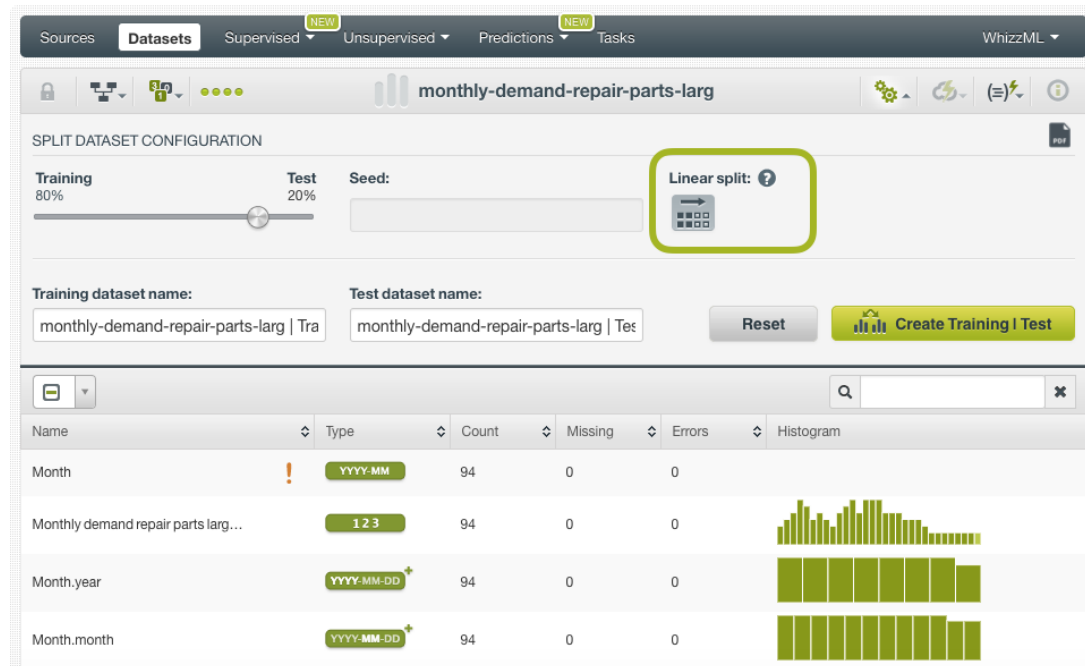 NEW NEW
Sources Datasets Supervised Unsupervised Predictions Tasks WhizzML
monthly-demand-repair-parts-larg
SPLIT DATASET CONFIGURATION
PDF
Training Test Seed: Linear split: ?
80% 20%
Training dataset name: Test dataset name:
monthly-demand-repair-parts-larg | Tra monthly-demand-repair-parts-larg | Tes Reset Create Training | Test
Name Type Count Missing Errors Histogram
Month ! YYYY-MM 94 0 0
Monthly demand repair parts larg... 1 2 3 94 0 0
Month.year YYYY-MM-DD + 94 0 0
Month.month YYYY-MM-DD + 94 0 0